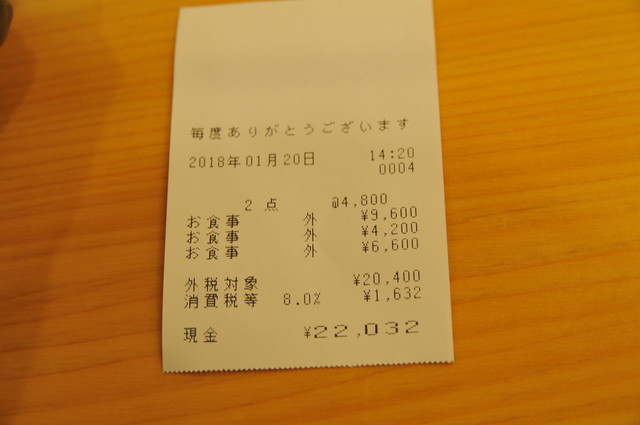 毎度ありがとうございます
2018年01月20日 14:20
0004
2点 @4,800
お食事 外 ¥9,600
お食事 外 ¥4,200
お食事 外 ¥6,600
外税対象 ¥20,400
消費税等 8.0% ¥1,632
現金 ¥22,032